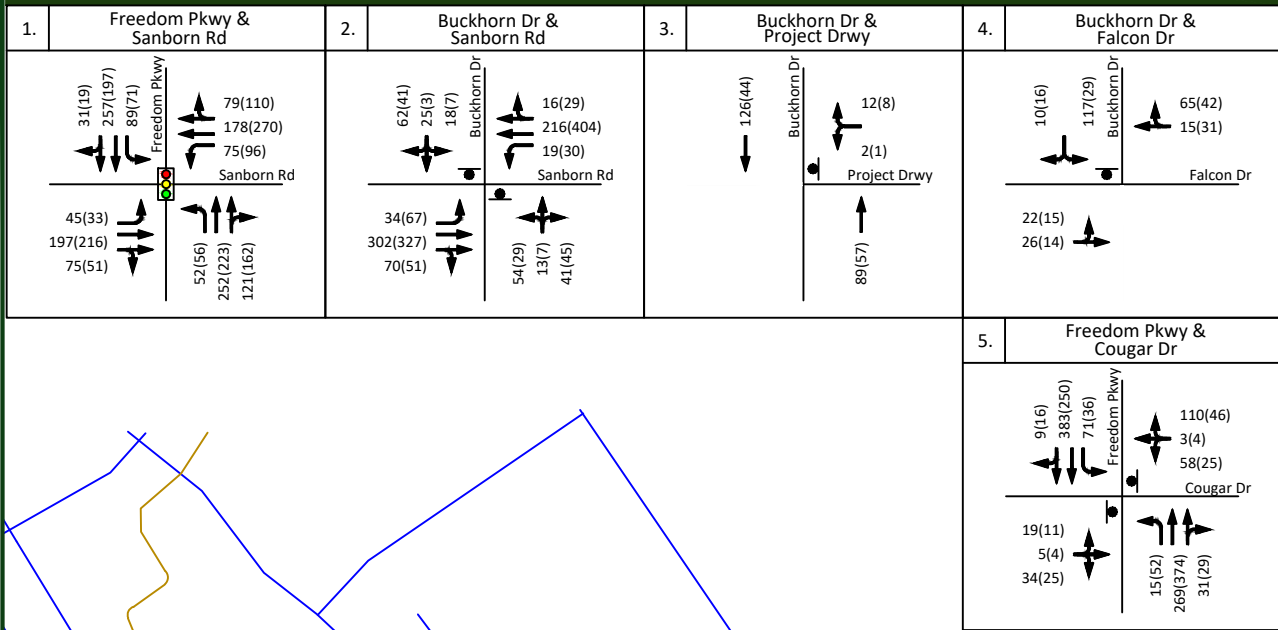 1.
Freedom Pkwy &
Sanborn Rd
31(19)
257(197)
89(71)
Freedom Pkwy
79(110)
178(270)
75(96)
Sanborn Rd
45(33)
197(216)
75(51)
52(56)
252(223)
121(162)
2.
Buckhorn Dr &
Sanborn Rd
62(41)
25(3)
18(7)
Buckhorn Dr
16(29)
216(404)
19(30)
Sanborn Rd
34(67)
302(327)
70(51)
54(29)
13(7)
41(45)
3.
Buckhorn Dr &
Project Drwy
126(44)
Buckhorn Dr
12(8)
2(1)
Project Drwy
89(57)
4.
Buckhorn Dr &
Falcon Dr
10(16)
117(29)
Buckhorn Dr
65(42)
15(31)
Falcon Dr
22(15)
26(14)
5.
Freedom Pkwy &
Cougar Dr
9(16)
383(250)
71(36)
Freedom Pkwy
110(46)
3(4)
58(25)
Cougar Dr
19(11)
5(4)
34(25)
15(52)
269(374)
31(29)